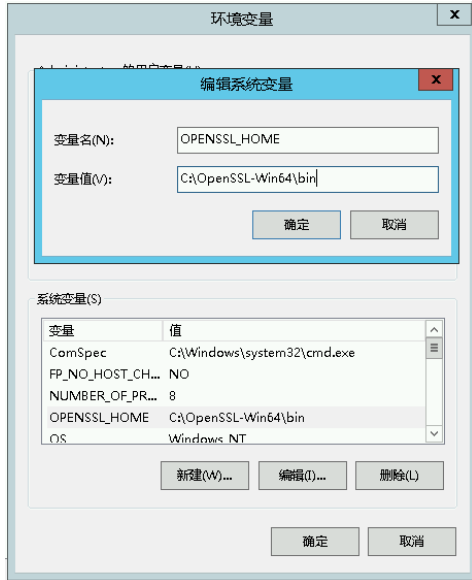 环境变量
x
编辑系统变量
x
变量名(N): OPENSSL_HOME
变量值(V): C:\OpenSSL-Win64\bin
确定 取消
系统变量(S)
变量 值
ComSpec C:\Windows\system32\cmd.exe
FP_NO_HOST_CH... NO
NUMBER_OF_PR... 8
OPENSSL_HOME C:\OpenSSL-Win64\bin
OS Windows_NT
新建(W)... 编辑(I)... 删除(L)
确定 取消